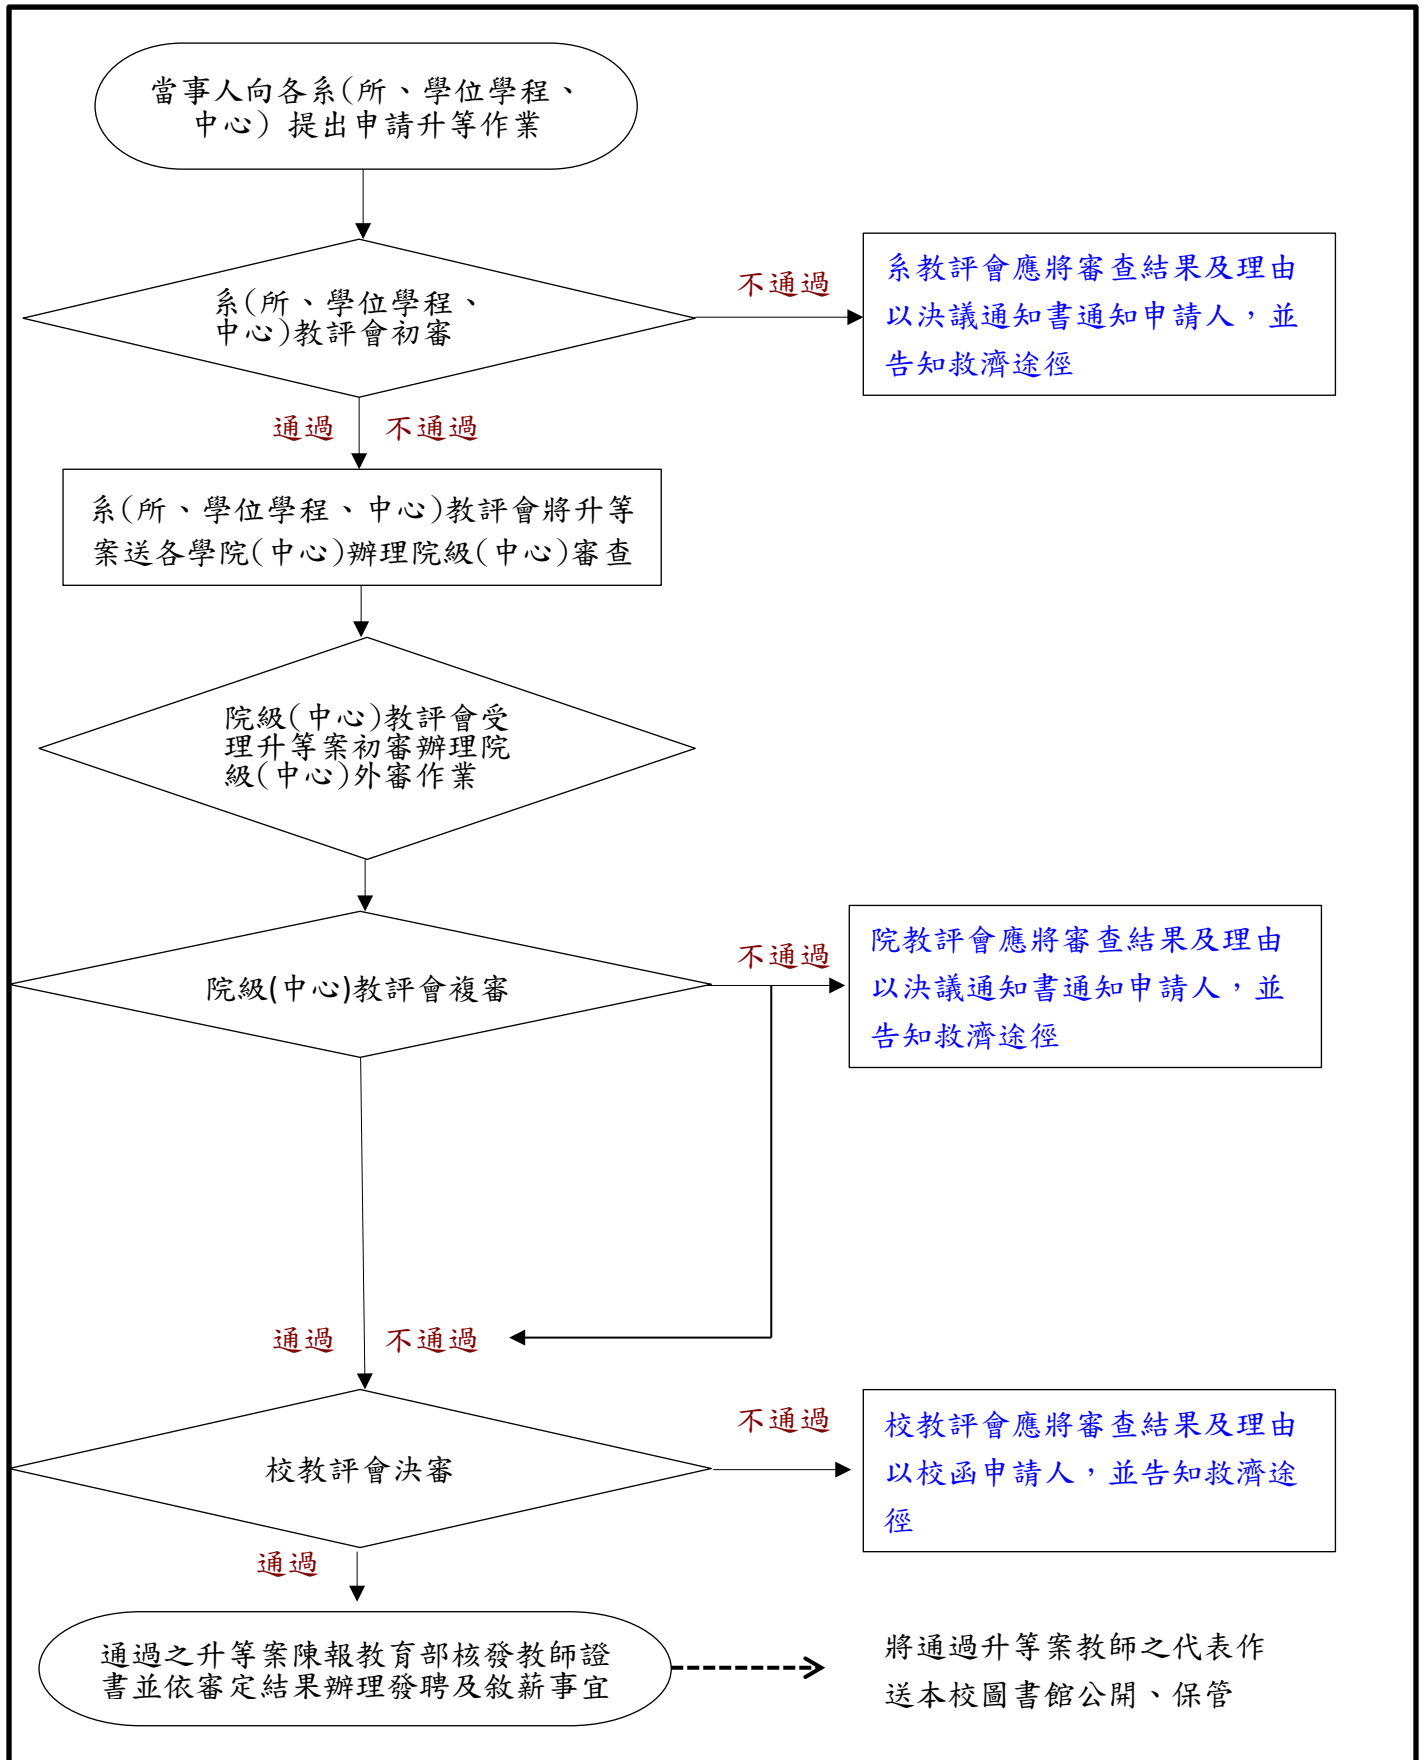 當事人向各系(所、學位學程、
中心) 提出申請升等作業
系(所、學位學程、
中心)教評會初審
不通過
系教評會應將審查結果及理由
以決議通知書通知申請人，並
告知救濟途徑
通過 不通過
系(所、學位學程、中心)教評會將升等
案送各學院(中心)辦理院級(中心)審查
院級(中心)教評會受
理升等案初審辦理院
級(中心)外審作業
院級(中心)教評會複審
不通過
院教評會應將審查結果及理由
以決議通知書通知申請人，並
告知救濟途徑
通過 不通過
校教評會決審
不通過
校教評會應將審查結果及理由
以校函申請人，並告知救濟途
徑
通過
通過之升等案陳報教育部核發教師證
書並依審定結果辦理發聘及敘薪事宜
將通過升等案教師之代表作
送本校圖書館公開、保管